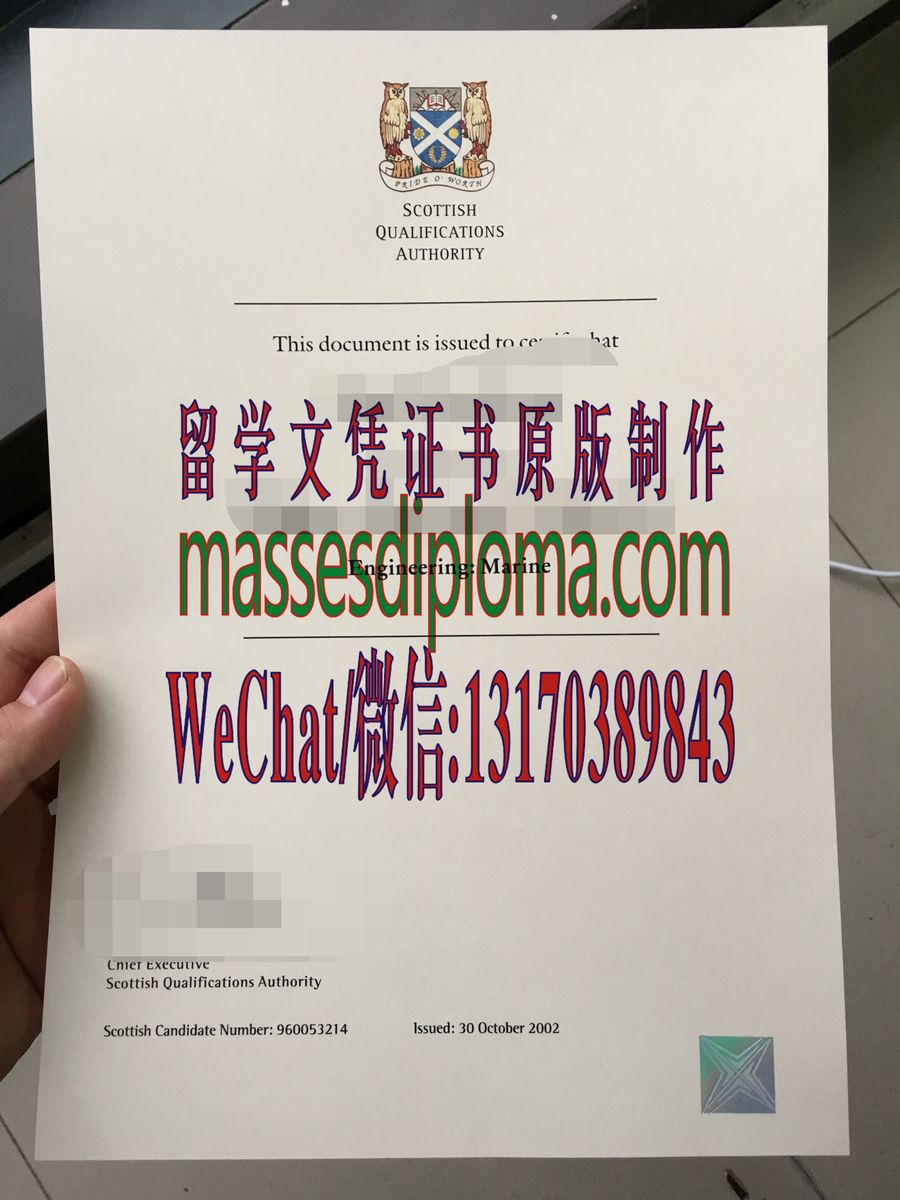 PRIDE O' WORTH
SCOTTISH
QUALIFICATIONS
AUTHORITY
This document is issued to certify that
留学文凭证书原版制作
massesdiploma.com
Engineering: Marine
WeChat/微信:13170389843
Chief Executive
Scottish Qualifications Authority
Scottish Candidate Number: 960053214
Issued: 30 October 2002